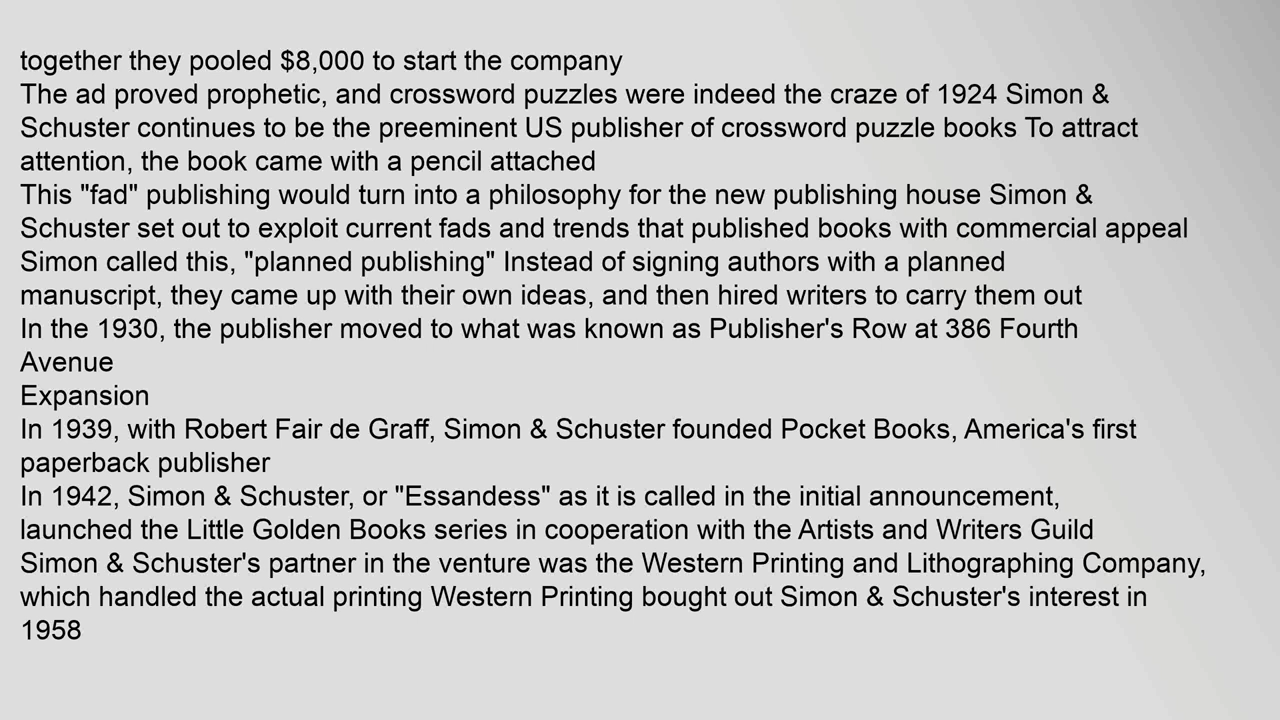 together they pooled $8,000 to start the company
The ad proved prophetic, and crossword puzzles were indeed the craze of 1924 Simon &
Schuster continues to be the preeminent US publisher of crossword puzzle books To attract
attention, the book came with a pencil attached
This "fad" publishing would turn into a philosophy for the new publishing house Simon &
Schuster set out to exploit current fads and trends that published books with commercial appeal
Simon called this, "planned publishing" Instead of signing authors with a planned
manuscript, they came up with their own ideas, and then hired writers to carry them out
In the 1930, the publisher moved to what was known as Publisher's Row at 386 Fourth
Avenue
Expansion
In 1939, with Robert Fair de Graff, Simon & Schuster founded Pocket Books, America's first
paperback publisher
In 1942, Simon & Schuster, or "Essandess" as it is called in the initial announcement,
launched the Little Golden Books series in cooperation with the Artists and Writers Guild
Simon & Schuster's partner in the venture was the Western Printing and Lithographing Company,
which handled the actual printing Western Printing bought out Simon & Schuster's interest in
1958